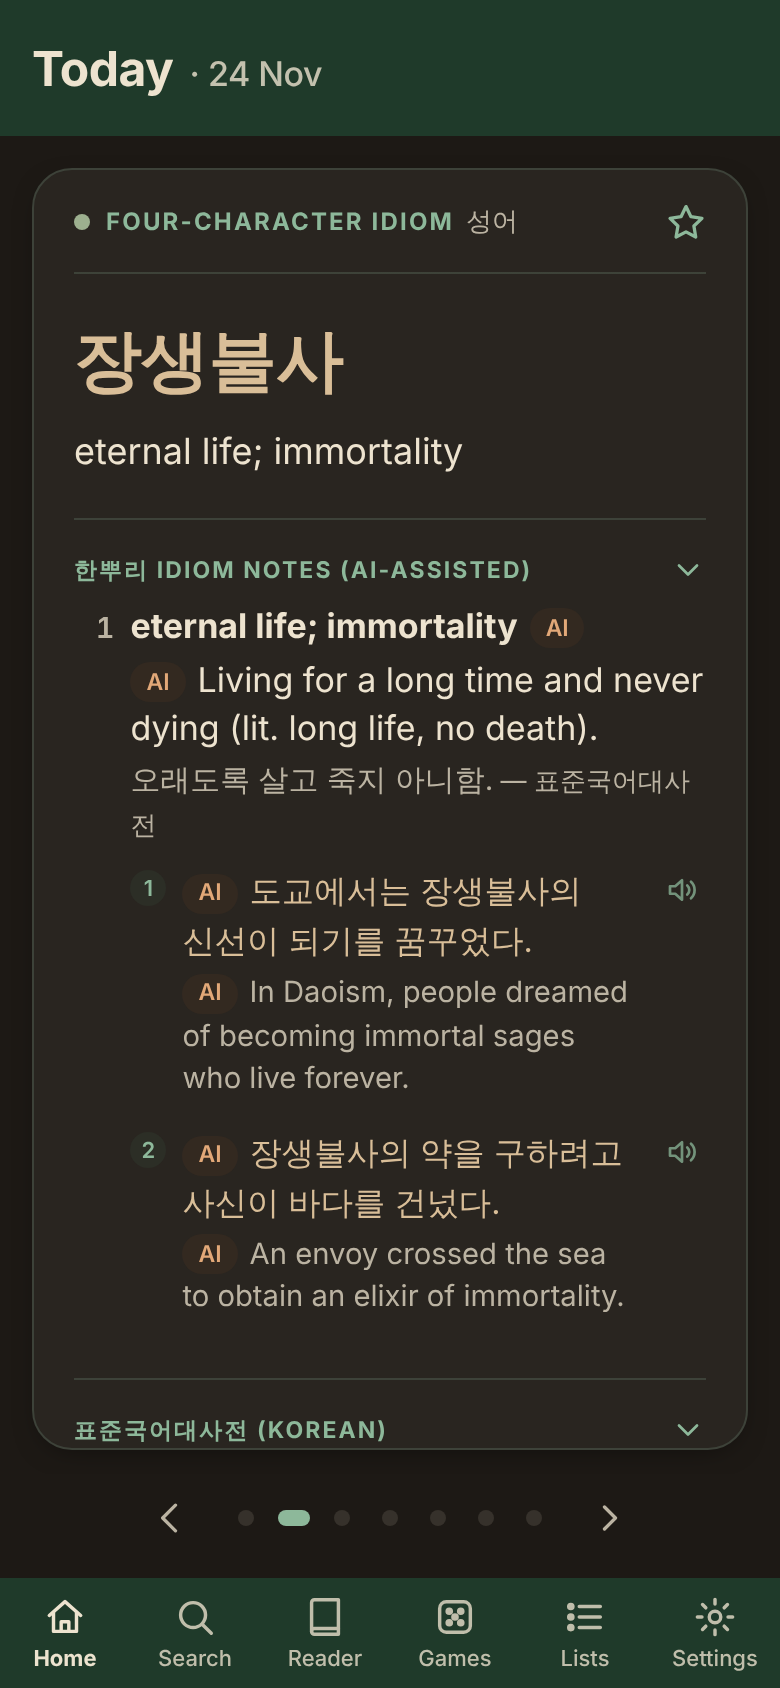 Today · 24 Nov
FOUR-CHARACTER IDIOM 성어
장생불사
eternal life; immortality
한뿌리 IDIOM NOTES (AI-ASSISTED)
1 eternal life; immortality AI
AI Living for a long time and never
dying (lit. long life, no death).
오래도록 살고 죽지 아니함. — 표준국어대사
전
1 AI 도교에서는 장생불사의
신선이 되기를 꿈꾸었다.
AI In Daoism, people dreamed
of becoming immortal sages
who live forever.
2 AI 장생불사의 약을 구하려고
사신이 바다를 건넜다.
AI An envoy crossed the sea
to obtain an elixir of immortality.
표준국어대사전 (KOREAN)
Home Search Reader Games Lists Settings